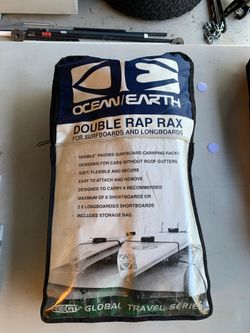 OCEAN/EARTH
DOUBLE RAP RAX
FOR SURFBOARDS AND LONGBOARDS
"DOUBLE" PADDED SURFBOARD CARRYING RACKS
DESIGNED FOR CARS WITHOUT ROOF GUTTERS
SOFT, FLEXIBLE AND SECURE
EASY TO ATTACH AND REMOVE
DESIGNED TO CARRY A RECOMMENDED
MAXIMUM OF 6 SHORTBOARDS OR
2 X LONGBOARDS/3 SHORTBOARDS
INCLUDES STORAGE BAG
GLOBAL TRAVEL SERIES